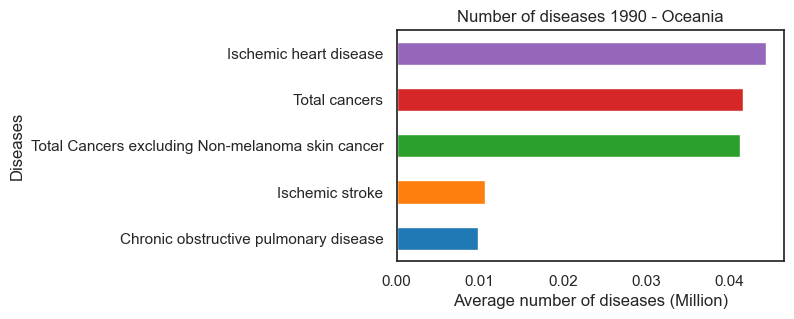 Number of diseases 1990 - Oceania
Diseases
Ischemic heart disease
Total cancers
Total Cancers excluding Non-melanoma skin cancer
Ischemic stroke
Chronic obstructive pulmonary disease
0.00 0.01 0.02 0.03 0.04
Average number of diseases (Million)